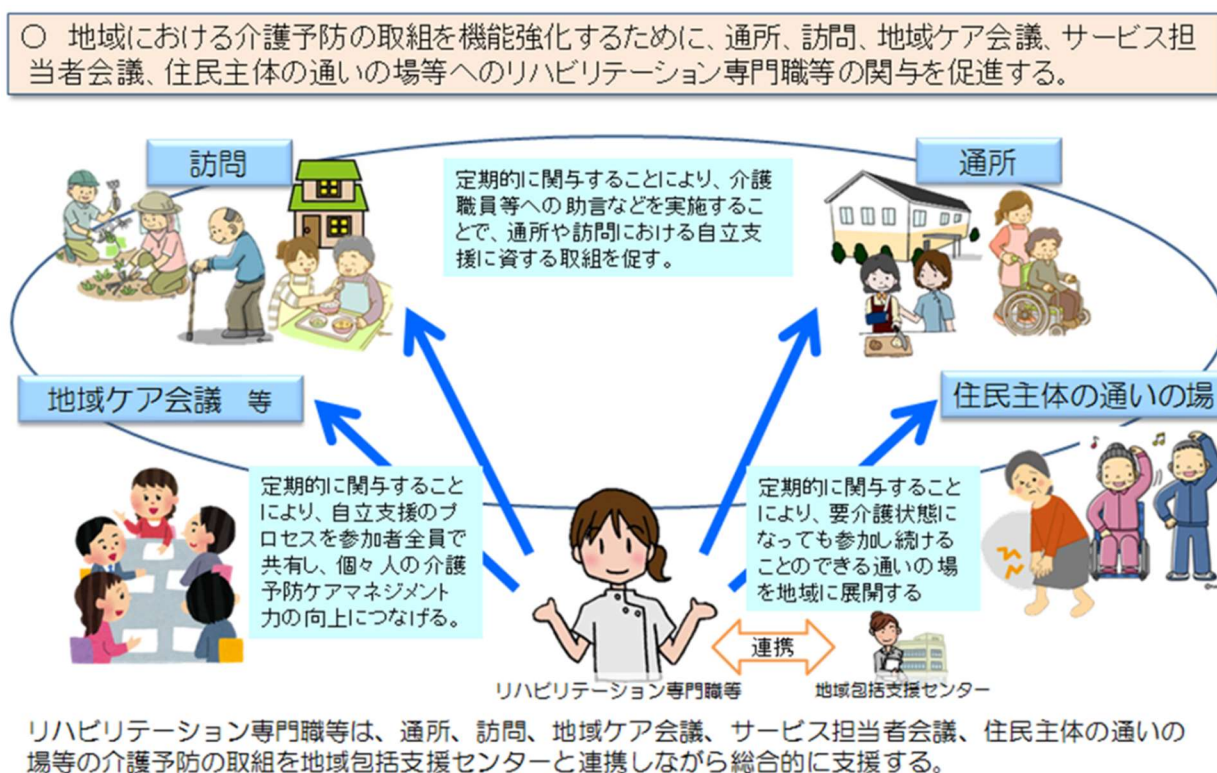 ○ 地域における介護予防の取組を機能強化するために、通所、訪問、地域ケア会議、サービス担
当者会議、住民主体の通いの場等へのリハビリテーション専門職等の関与を促進する。
訪問
定期的に関与することにより、介護
職員等への助言などを実施するこ
とで、通所や訪問における自立支
援に資する取組を促す。
通所
地域ケア会議 等
住民主体の通いの場
定期的に関与すること
により、自立支援のプ
ロセスを参加者全員で
共有し、個々人の介護
予防ケアマネジメント
力の向上につなげる。
定期的に関与すること
により、要介護状態に
なっても参加し続ける
ことのできる通いの場
を地域に展開する
連携
リハビリテーション専門職等
地域包括支援センター
リハビリテーション専門職等は、通所、訪問、地域ケア会議、サービス担当者会議、住民主体の通いの
場等の介護予防の取組を地域包括支援センターと連携しながら総合的に支援する。